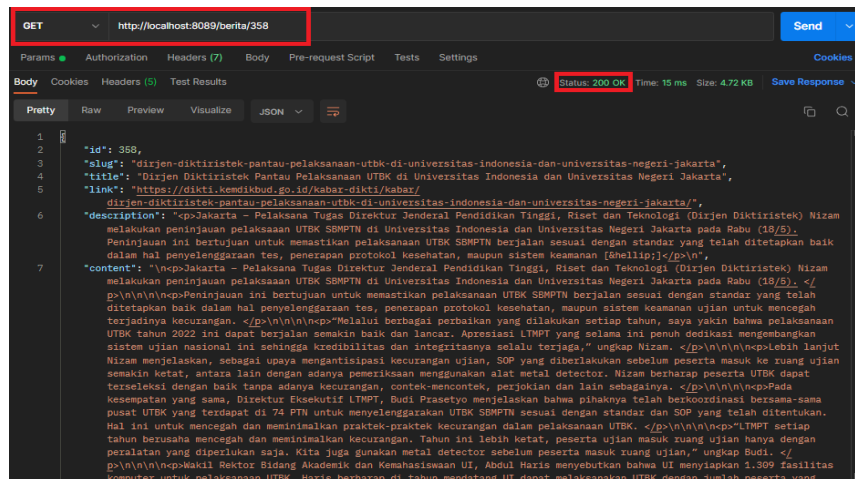 GET http://localhost:8089/berita/358 Send
Params Authorization Headers (7) Body Pre-request Script Tests Settings Cookies
Body Cookies Headers (5) Test Results Status: 200 OK Time: 15 ms Size: 4.72 KB Save Response
Pretty Raw Preview Visualize JSON
1 {
2 "id": 358,
3 "slug": "dirjen-diktiristek-pantau-pelaksanaan-utbk-di-universitas-indonesia-dan-universitas-negeri-jakarta",
4 "title": "Dirjen Diktiristek Pantau Pelaksanaan UTBK di Universitas Indonesia dan Universitas Negeri Jakarta",
5 "link": "https://dikti.kemdikbud.go.id/kabar-dikti/kabar/
dirjen-diktiristek-pantau-pelaksanaan-utbk-di-universitas-indonesia-dan-universitas-negeri-jakarta/",
6 "description": "<p>Jakarta – Pelaksana Tugas Direktur Jenderal Pendidikan Tinggi, Riset dan Teknologi (Dirjen Diktiristek) Nizam
melakukan peninjauan pelaksaaan UTBK SBMPTN di Universitas Indonesia dan Universitas Negeri Jakarta pada Rabu (18/5).
Peninjauan ini bertujuan untuk memastikan pelaksanaan UTBK SBMPTN berjalan sesuai dengan standar yang telah ditetapkan baik
dalam hal penyelenggaraan tes, penerapan protokol kesehatan, maupun sistem keamanan [&hellip;]</p>\n",
7 "content": "\n<p>Jakarta – Pelaksana Tugas Direktur Jenderal Pendidikan Tinggi, Riset dan Teknologi (Dirjen Diktiristek) Nizam
melakukan peninjauan pelaksaaan UTBK SBMPTN di Universitas Indonesia dan Universitas Negeri Jakarta pada Rabu (18/5). </
p>\n\n\n\n<p>Peninjauan ini bertujuan untuk memastikan pelaksanaan UTBK SBMPTN berjalan sesuai dengan standar yang telah
ditetapkan baik dalam hal penyelenggaraan tes, penerapan protokol kesehatan, maupun sistem keamanan ujian untuk mencegah
terjadinya kecurangan. </p>\n\n\n\n<p>“Melalui berbagai perbaikan yang dilakukan setiap tahun, saya yakin bahwa pelaksanaan
UTBK tahun 2022 ini dapat berjalan semakin baik dan lancar. Apresiasi LTMPT yang selama ini penuh dedikasi mengembangkan
sistem ujian nasional ini sehingga kredibilitas dan integritasnya selalu terjaga,” ungkap Nizam. </p>\n\n\n\n<p>Lebih lanjut
Nizam menjelaskan, sebagai upaya mengantisipasi kecurangan ujian, SOP yang diberlakukan sebelum peserta masuk ke ruang ujian
semakin ketat, antara lain dengan adanya pemeriksaan menggunakan alat metal detector. Nizam berharap peserta UTBK dapat
terseleksi dengan baik tanpa adanya kecurangan, contek-mencontek, perjokian dan lain sebagainya. </p>\n\n\n\n<p>Pada
kesempatan yang sama, Direktur Eksekutif LTMPT, Budi Prasetyo menjelaskan bahwa pihaknya telah berkoordinasi bersama-sama
pusat UTBK yang terdapat di 74 PTN untuk menyelenggarakan UTBK SBMPTN sesuai dengan standar dan SOP yang telah ditentukan.
Hal ini untuk mencegah dan meminimalkan praktek-praktek kecurangan dalam pelaksanaan UTBK. </p>\n\n\n\n<p>“LTMPT setiap
tahun berusaha mencegah dan meminimalkan kecurangan. Tahun ini lebih ketat, peserta ujian masuk ruang ujian hanya dengan
peralatan yang diperlukan saja. Kita juga gunakan metal detector sebelum peserta masuk ruang ujian,” ungkap Budi. </
p>\n\n\n\n<p>Wakil Rektor Bidang Akademik dan Kemahasiswaan UI, Abdul Haris menyebutkan bahwa UI menyiapkan 1.309 fasilitas
komputer untuk pelaksanaan UTBK. Haris berharap di tahun mendatang UI dapat melaksanakan UTBK dengan jumlah peserta yang